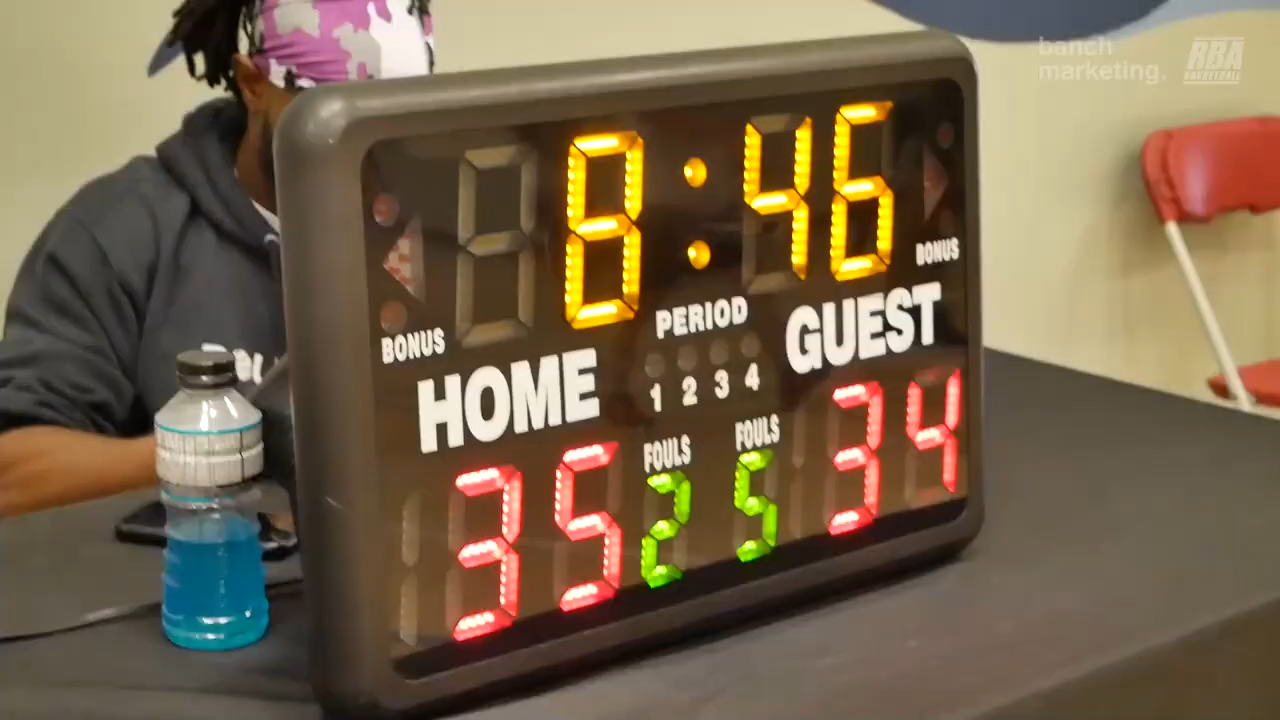 banch
marketing.
RBA
BASKETBALL
8:46
BONUS
BONUS
PERIOD
HOME
GUEST
1 2 3 4
FOULS
FOULS
35
2
5
34